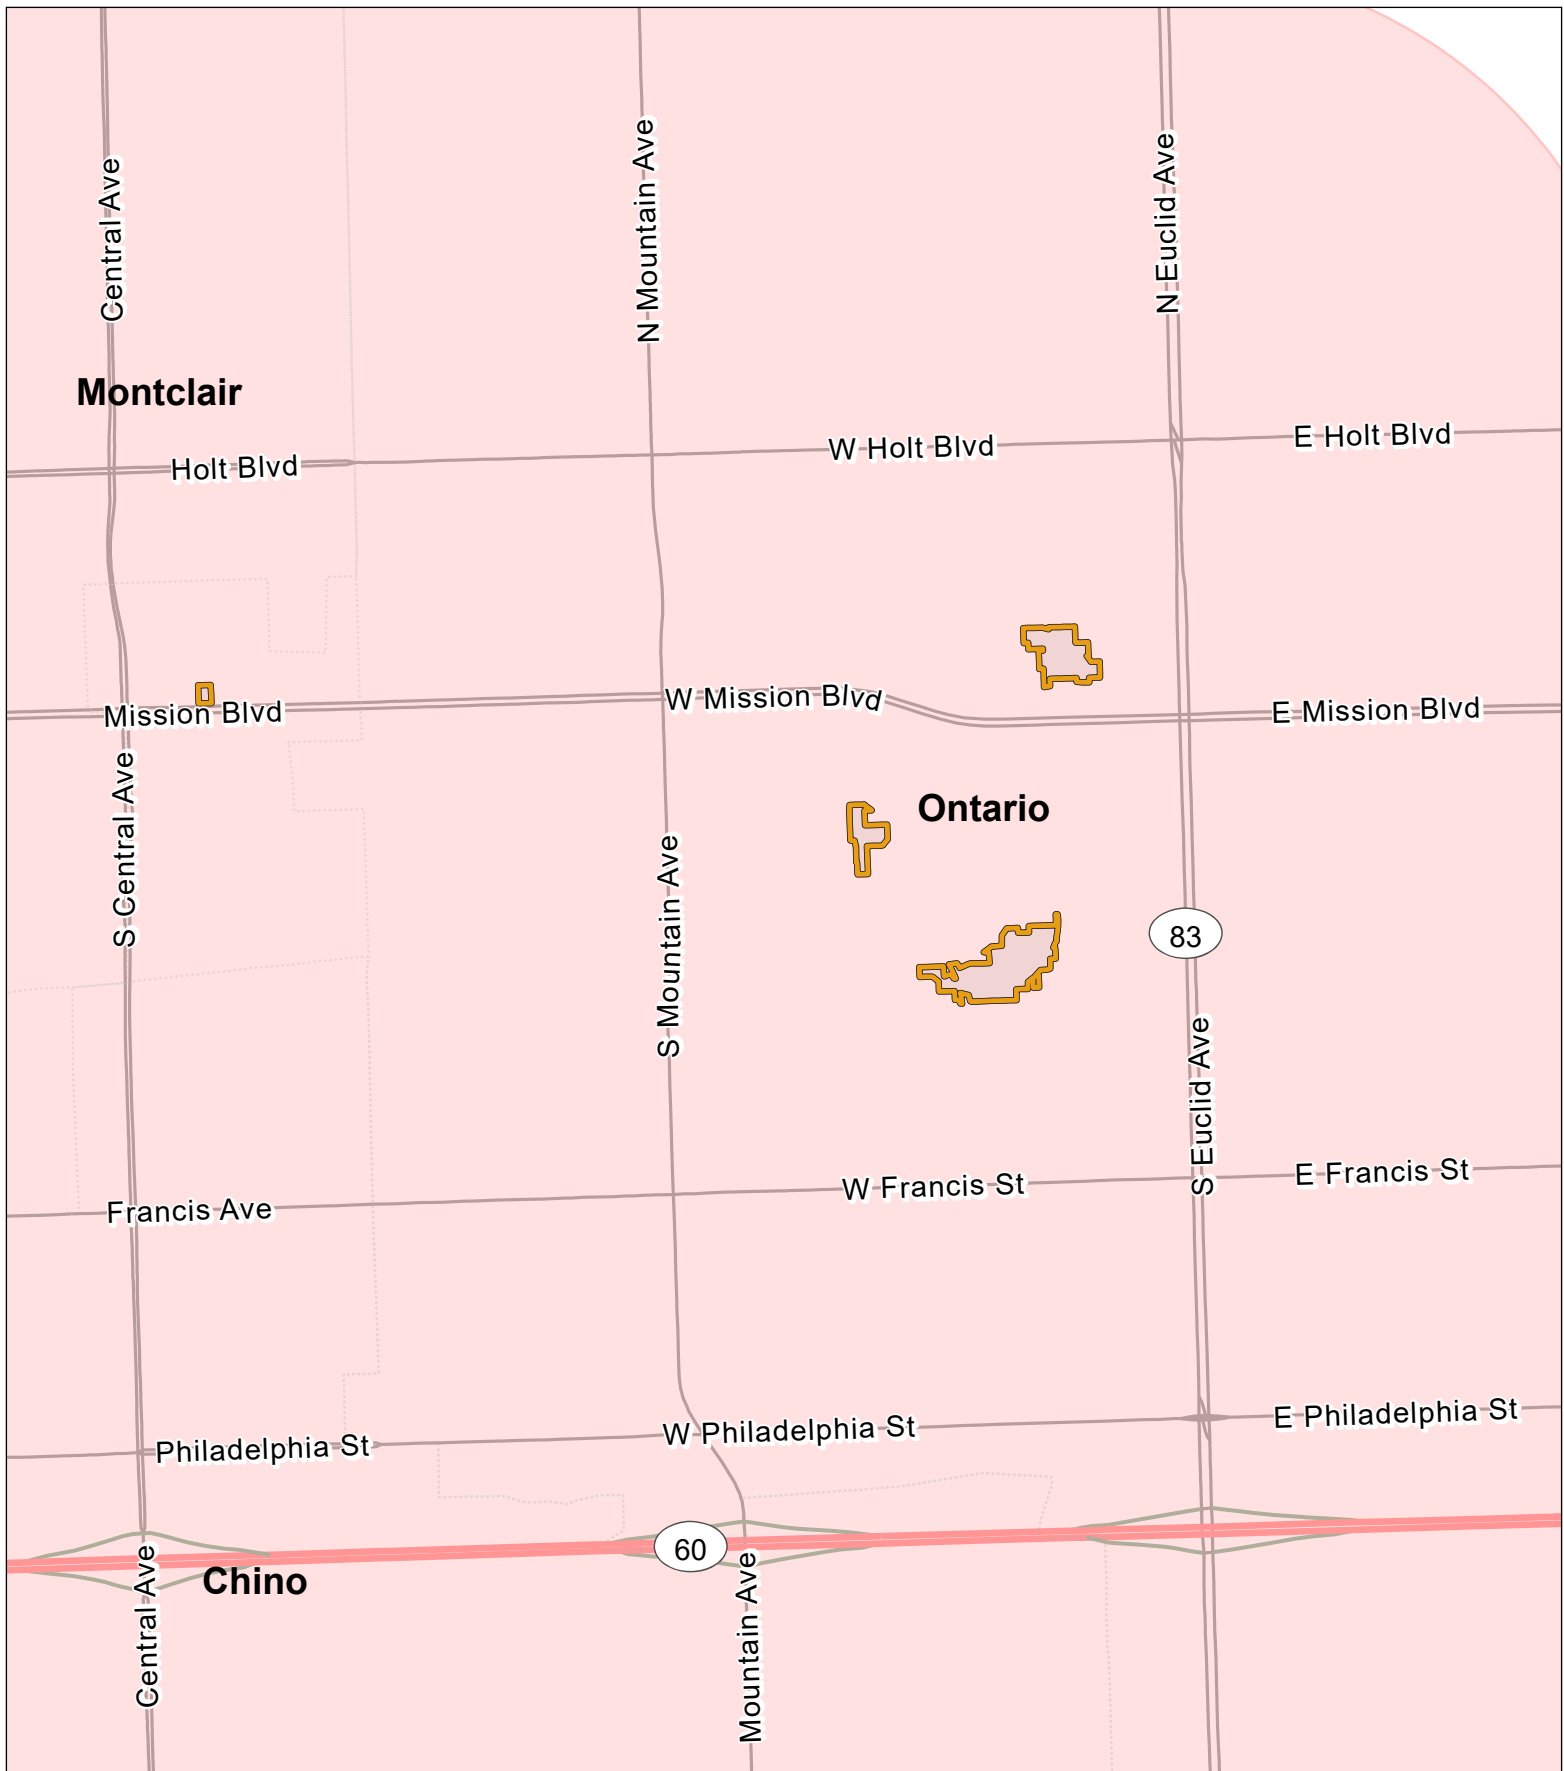 Central Ave
N Mountain Ave
N Euclid Ave
Montclair
Holt Blvd
W Holt Blvd
E Holt Blvd
Mission Blvd
W Mission Blvd
E Mission Blvd
S Central Ave
S Mountain Ave
Ontario
83
S Euclid Ave
Francis Ave
W Francis St
E Francis St
Philadelphia St
W Philadelphia St
E Philadelphia St
60
Chino
Central Ave
Mountain Ave